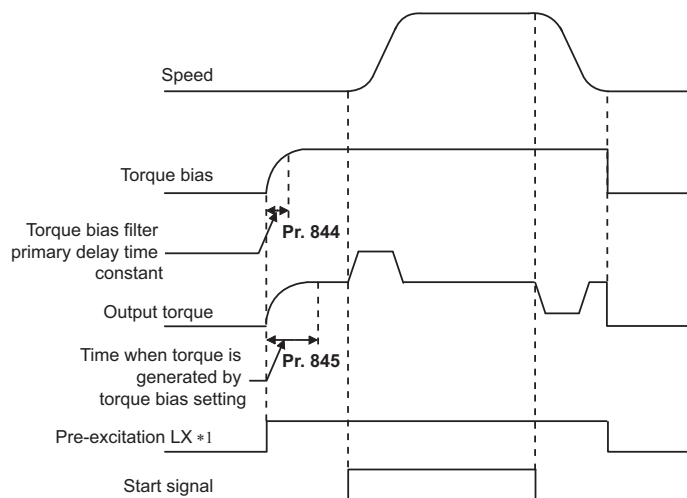 Speed
Torque bias
Torque bias filter
primary delay time
constant
Pr. 844
Output torque
Time when torque is
generated by
torque bias setting
Pr. 845
Pre-excitation LX *1
Start signal